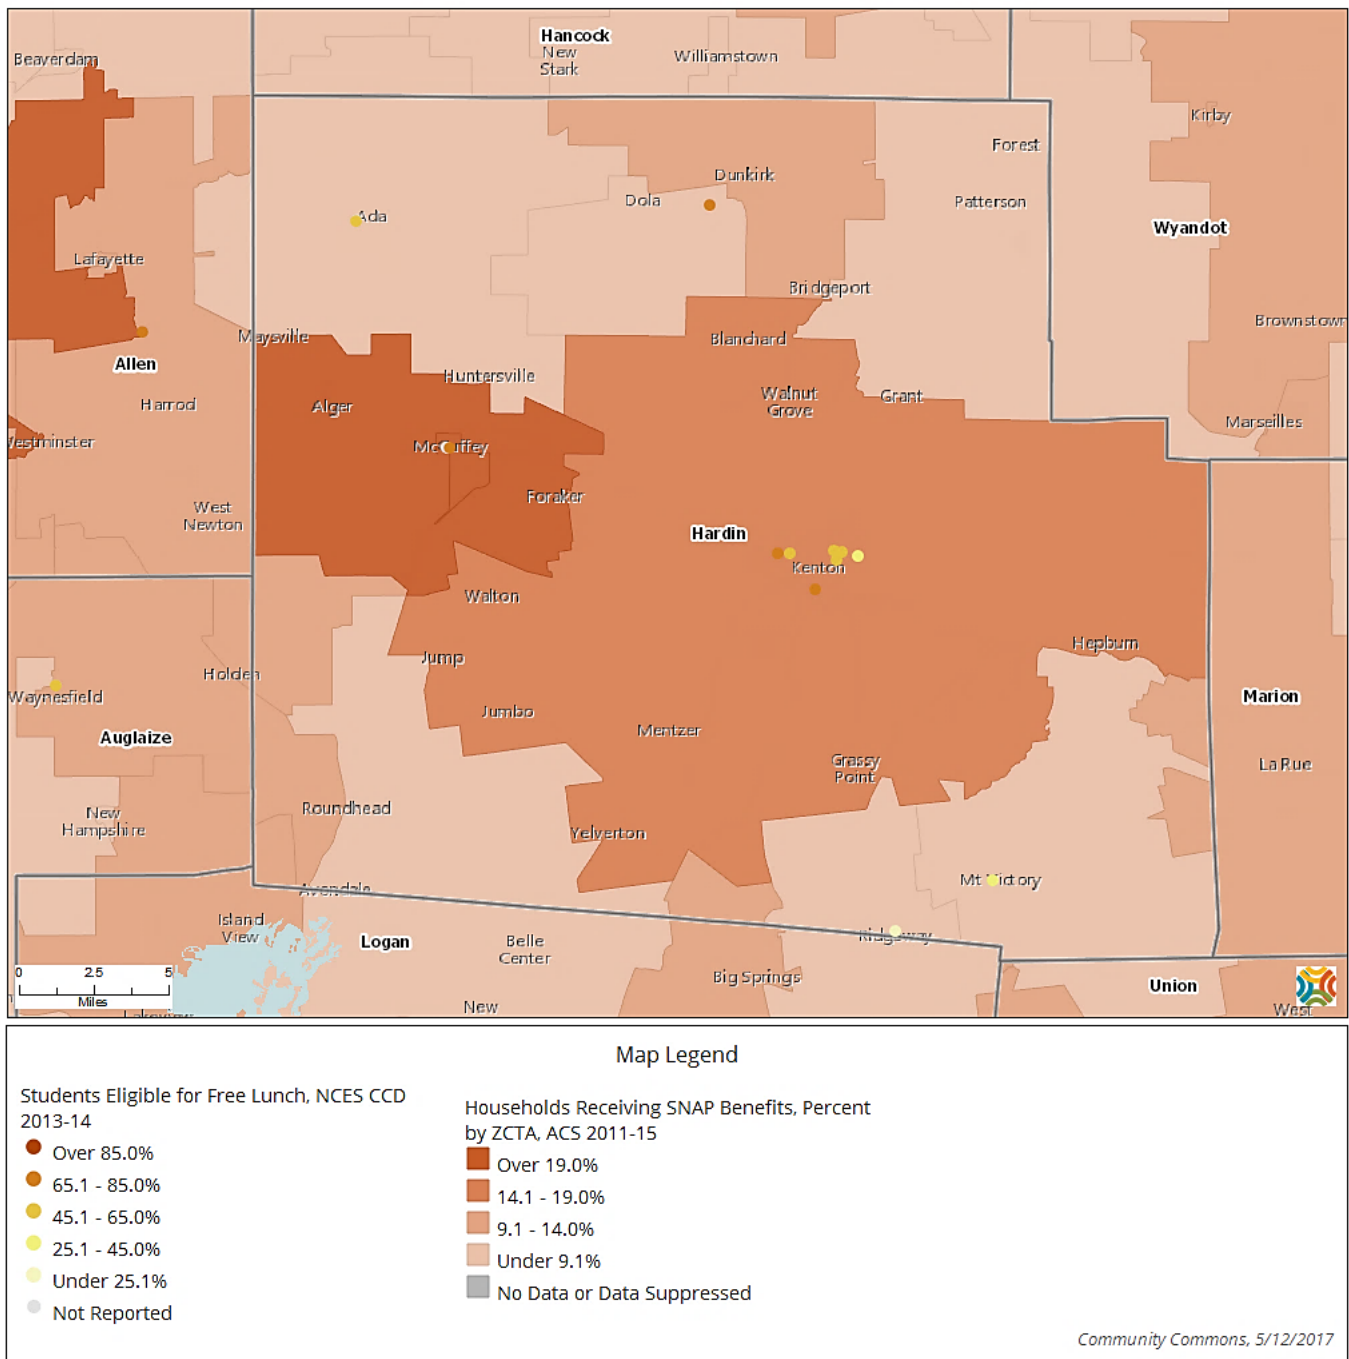 Hancock
Beaverdam
New
Stark
Williamstown
Kirby
Forest
Dunkirk
Dola
Patterson
Ada
Wyandot
Lafayette
Bridgeport
Brownstown
Maysville
Blanchard
Allen
Huntersville
Walnut
Grove
Grant
Harrod
Alger
Marseilles
Westminster
McGuffey
Foraker
West
Newton
Hardin
Kenton
Walton
Hepburn
Jump
Holden
Waynesfield
Marion
Jumbo
Mentzer
Auglaize
Grassy
Point
La Rue
Roundhead
New
Hampshire
Yelverton
Mt Victory
Avondale
Island
View
Logan
Belle
Center
Ridgeway
0 2.5 5
Miles
Big Springs
Union
New
West
Lakeview
Map Legend
Students Eligible for Free Lunch, NCES CCD
2013-14
Over 85.0%
65.1 - 85.0%
45.1 - 65.0%
25.1 - 45.0%
Under 25.1%
Not Reported
Households Receiving SNAP Benefits, Percent
by ZCTA, ACS 2011-15
Over 19.0%
14.1 - 19.0%
9.1 - 14.0%
Under 9.1%
No Data or Data Suppressed
Community Commons, 5/12/2017